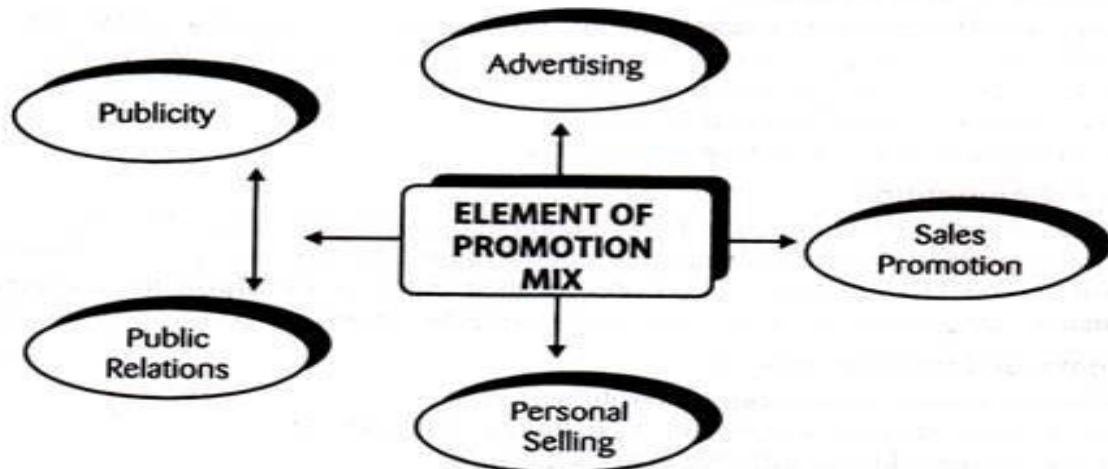 Advertising
Publicity
ELEMENT OF
PROMOTION
MIX
Sales
Promotion
Public
Relations
Personal
Selling